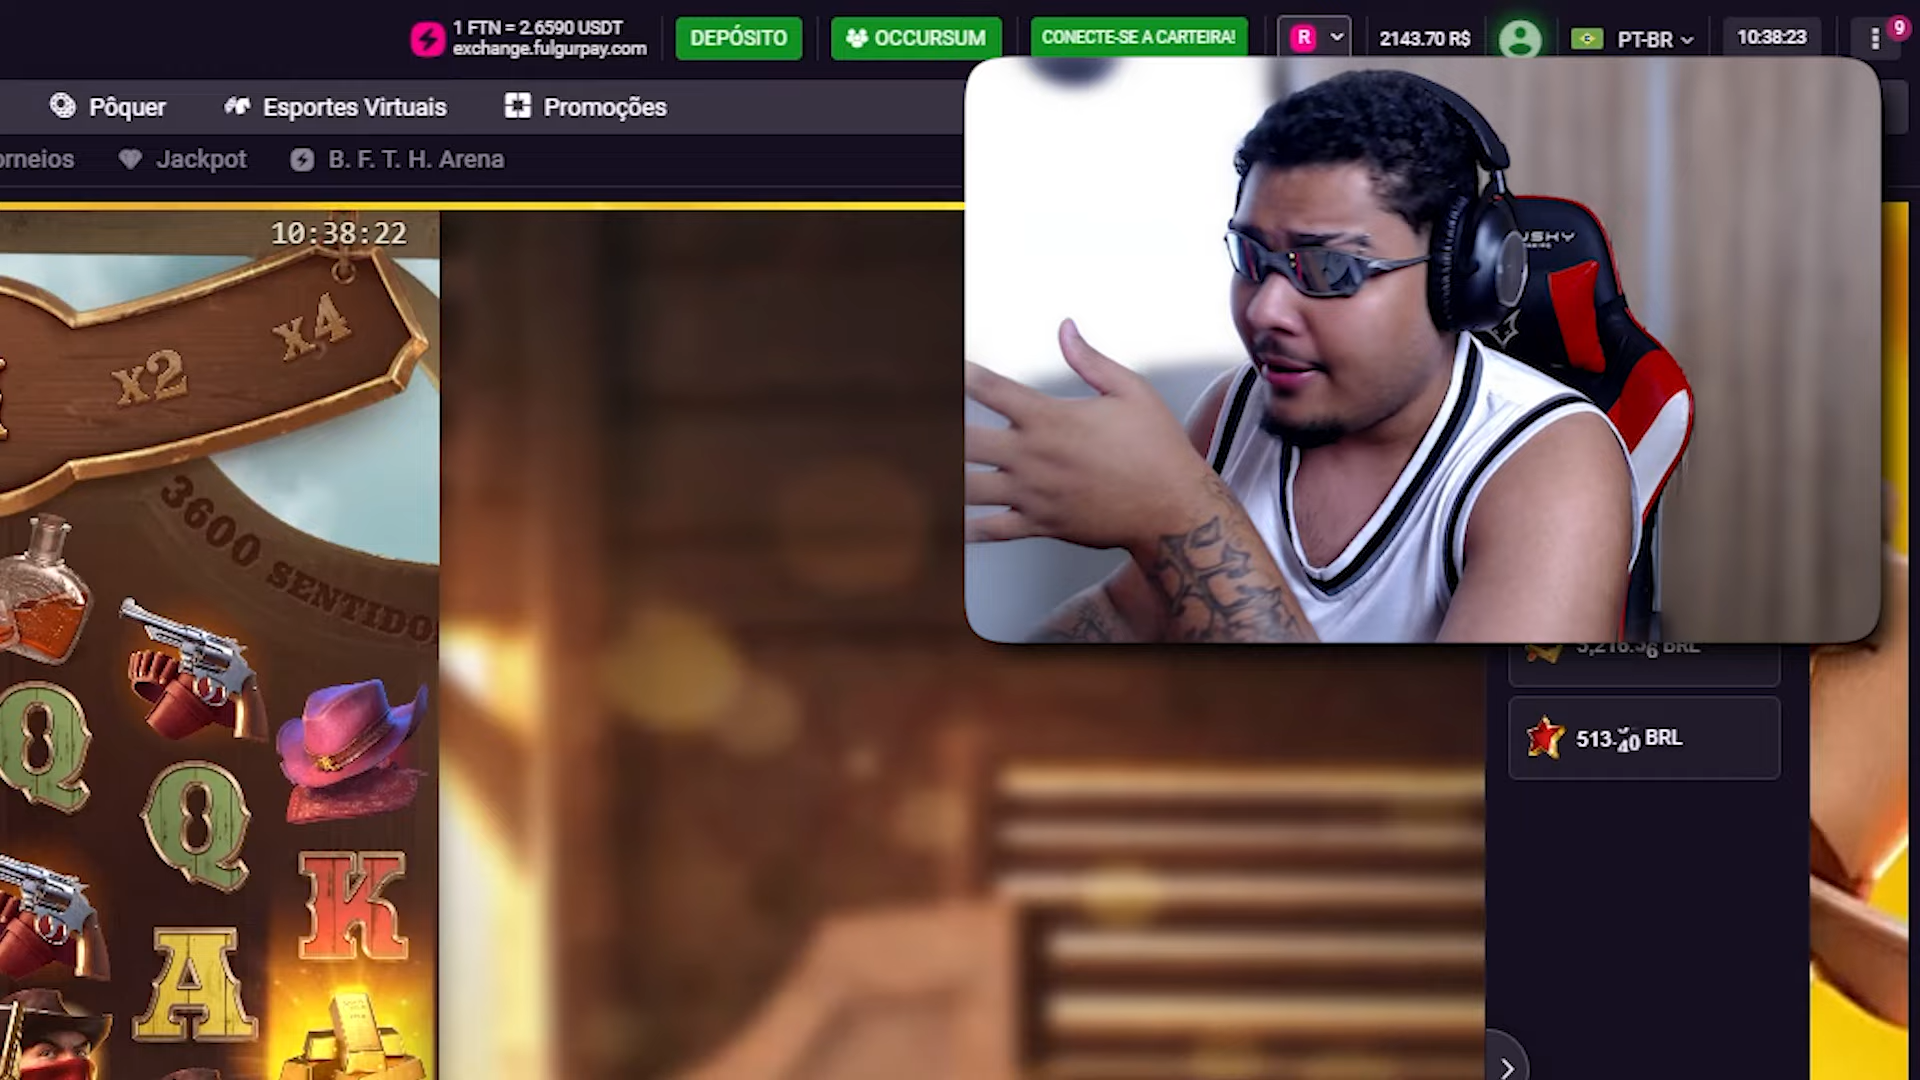 1 FTN = 2.6590 USDT
exchange.fulgurpay.com
DEPÓSITO
OCCURSUM
CONECTE-SE A CARTEIRA!
R
2143.70 R$
PT-BR
10:38:23
9
Pôquer
Esportes Virtuais
Promoções
Jackpot
B. F. T. H. Arena
10:38:22
x2
x4
3600 SENTIDO
Q
Q
K
A
BRL
BRL